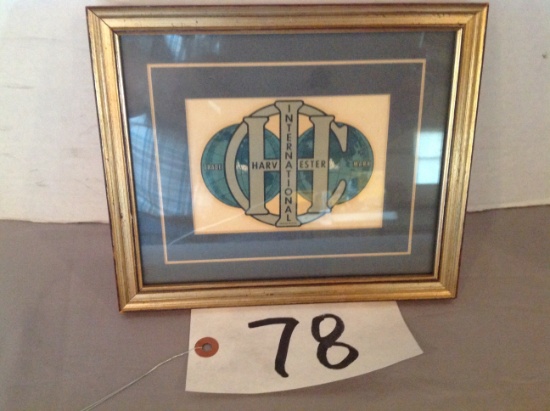 IHC
INTERNATIONAL
HARVESTER
78